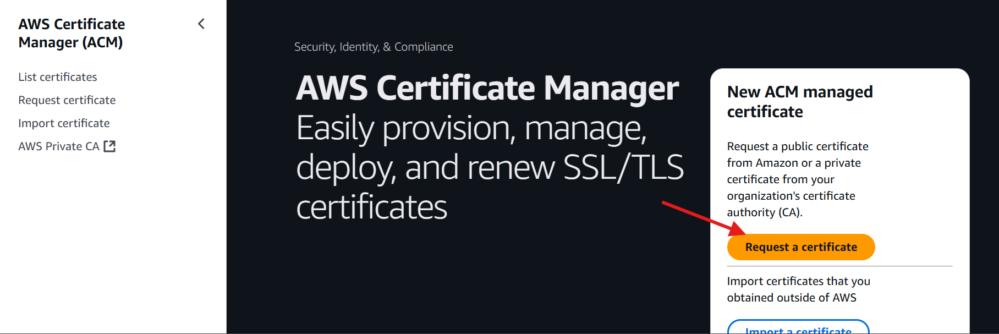 AWS Certificate
Manager (ACM)
List certificates
Request certificate
Import certificate
AWS Private CA
Security, Identity, & Compliance
AWS Certificate Manager
Easily provision, manage,
deploy, and renew SSL/TLS
certificates
New ACM managed
certificate
Request a public certificate
from Amazon or a private
certificate from your
organization's certificate
authority (CA).
Request a certificate
Import certificates that you
obtained outside of AWS
Import a certificate